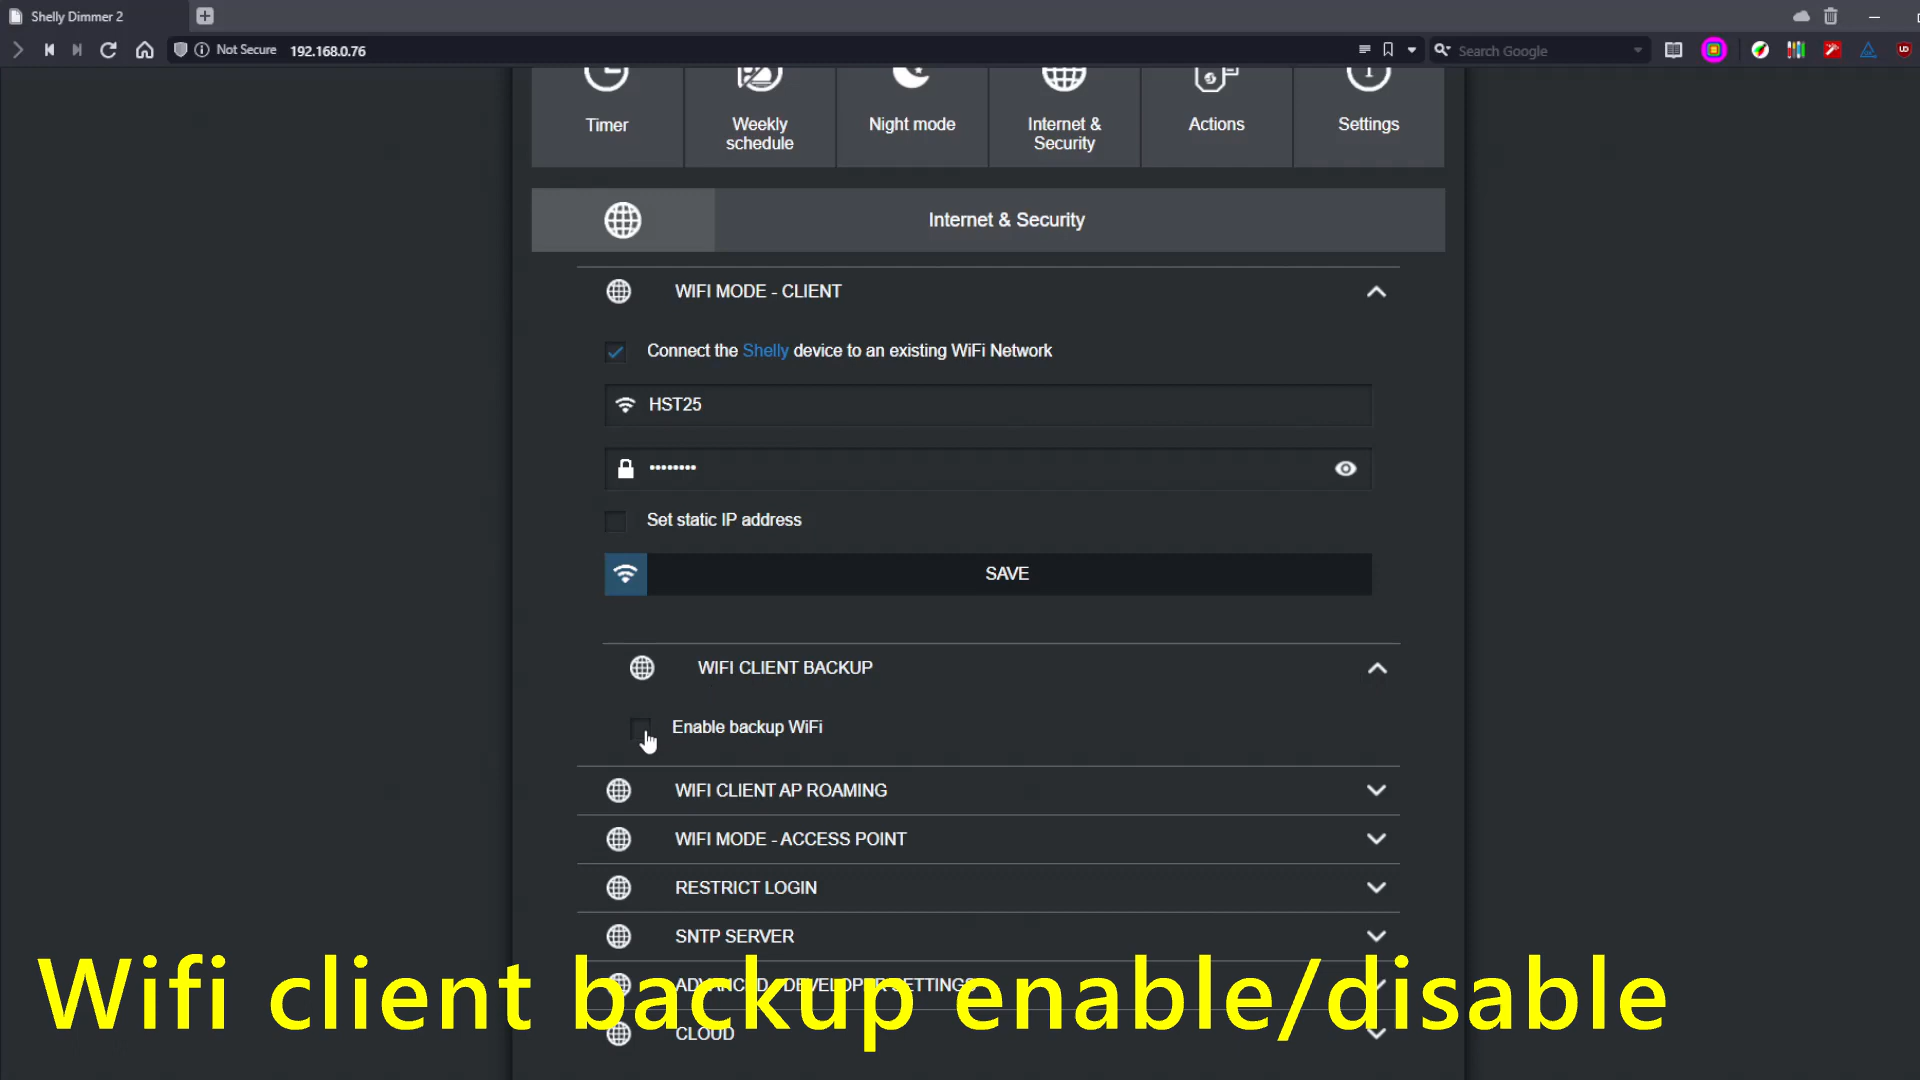 Shelly Dimmer 2
Not Secure 192.168.0.76
Search Google
Timer
Weekly
schedule
Night mode
Internet &
Security
Actions
Settings
Internet & Security
WIFI MODE - CLIENT
Connect the Shelly device to an existing WiFi Network
HST25
••••••••
Set static IP address
SAVE
WIFI CLIENT BACKUP
Enable backup WiFi
WIFI CLIENT AP ROAMING
WIFI MODE - ACCESS POINT
RESTRICT LOGIN
SNTP SERVER
ADVANCED - DEVELOPER SETTINGS
Wifi client backup enable/disable
CLOUD